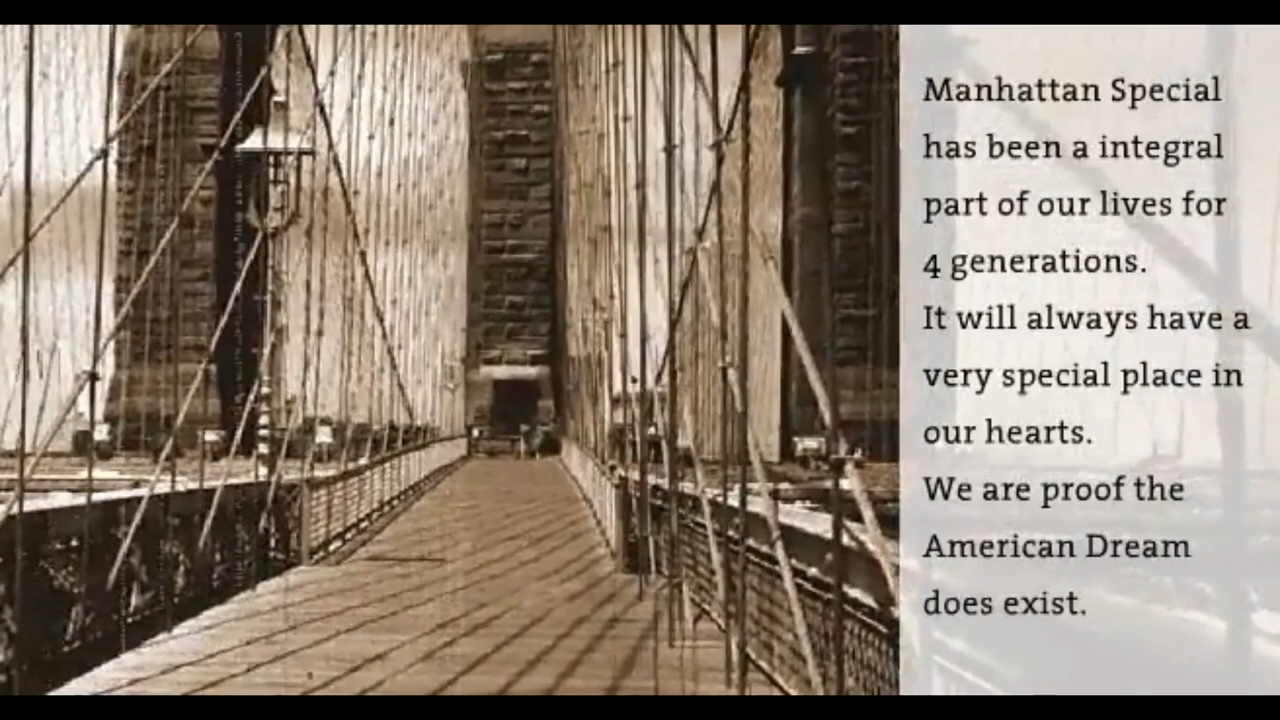 Manhattan Special
has been a integral
part of our lives for
4 generations.
It will always have a
very special place in
our hearts.
We are proof the
American Dream
does exist.